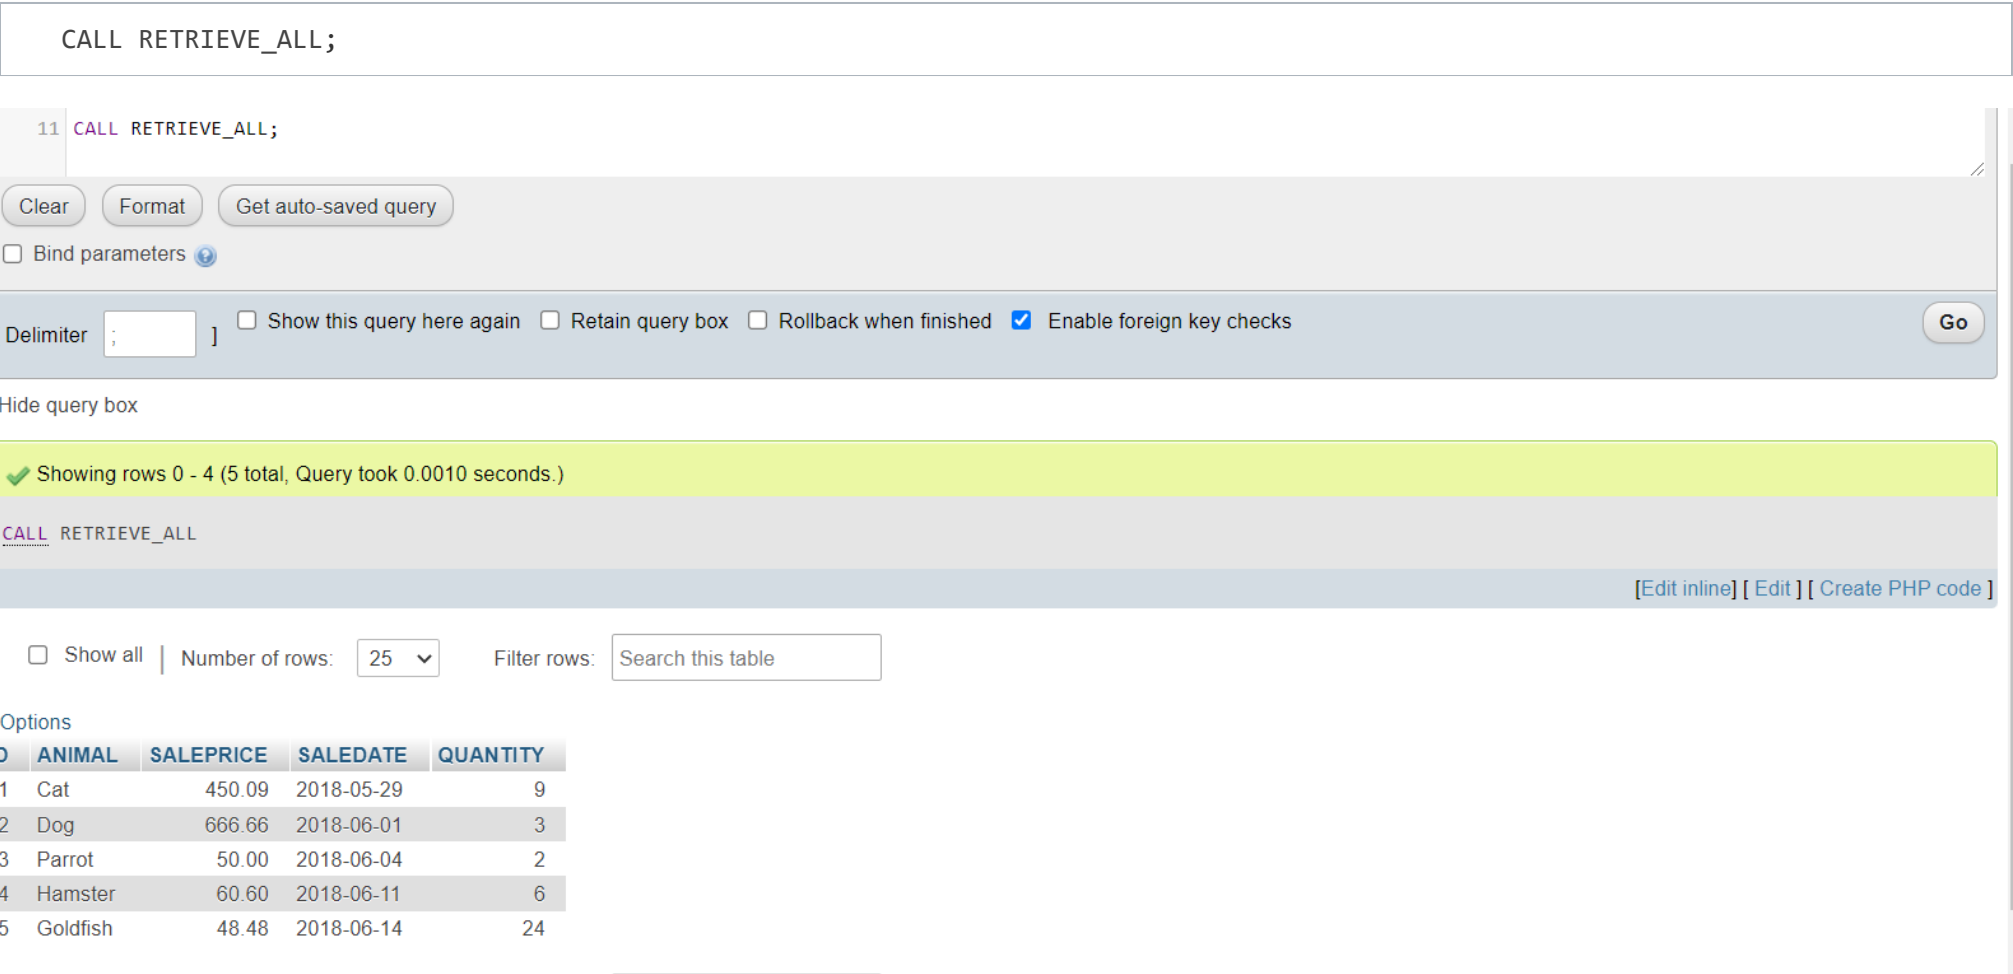 CALL RETRIEVE_ALL;
11 CALL RETRIEVE_ALL;
Clear Format Get auto-saved query
Bind parameters
Delimiter ; ] Show this query here again Retain query box Rollback when finished Enable foreign key checks Go
Hide query box
Showing rows 0 - 4 (5 total, Query took 0.0010 seconds.)
CALL RETRIEVE_ALL
[Edit inline] [ Edit ] [ Create PHP code ]
Show all | Number of rows: 25 Filter rows: Search this table
Options
D ANIMAL SALEPRICE SALEDATE QUANTITY
1 Cat 450.09 2018-05-29 9
2 Dog 666.66 2018-06-01 3
3 Parrot 50.00 2018-06-04 2
4 Hamster 60.60 2018-06-11 6
5 Goldfish 48.48 2018-06-14 24